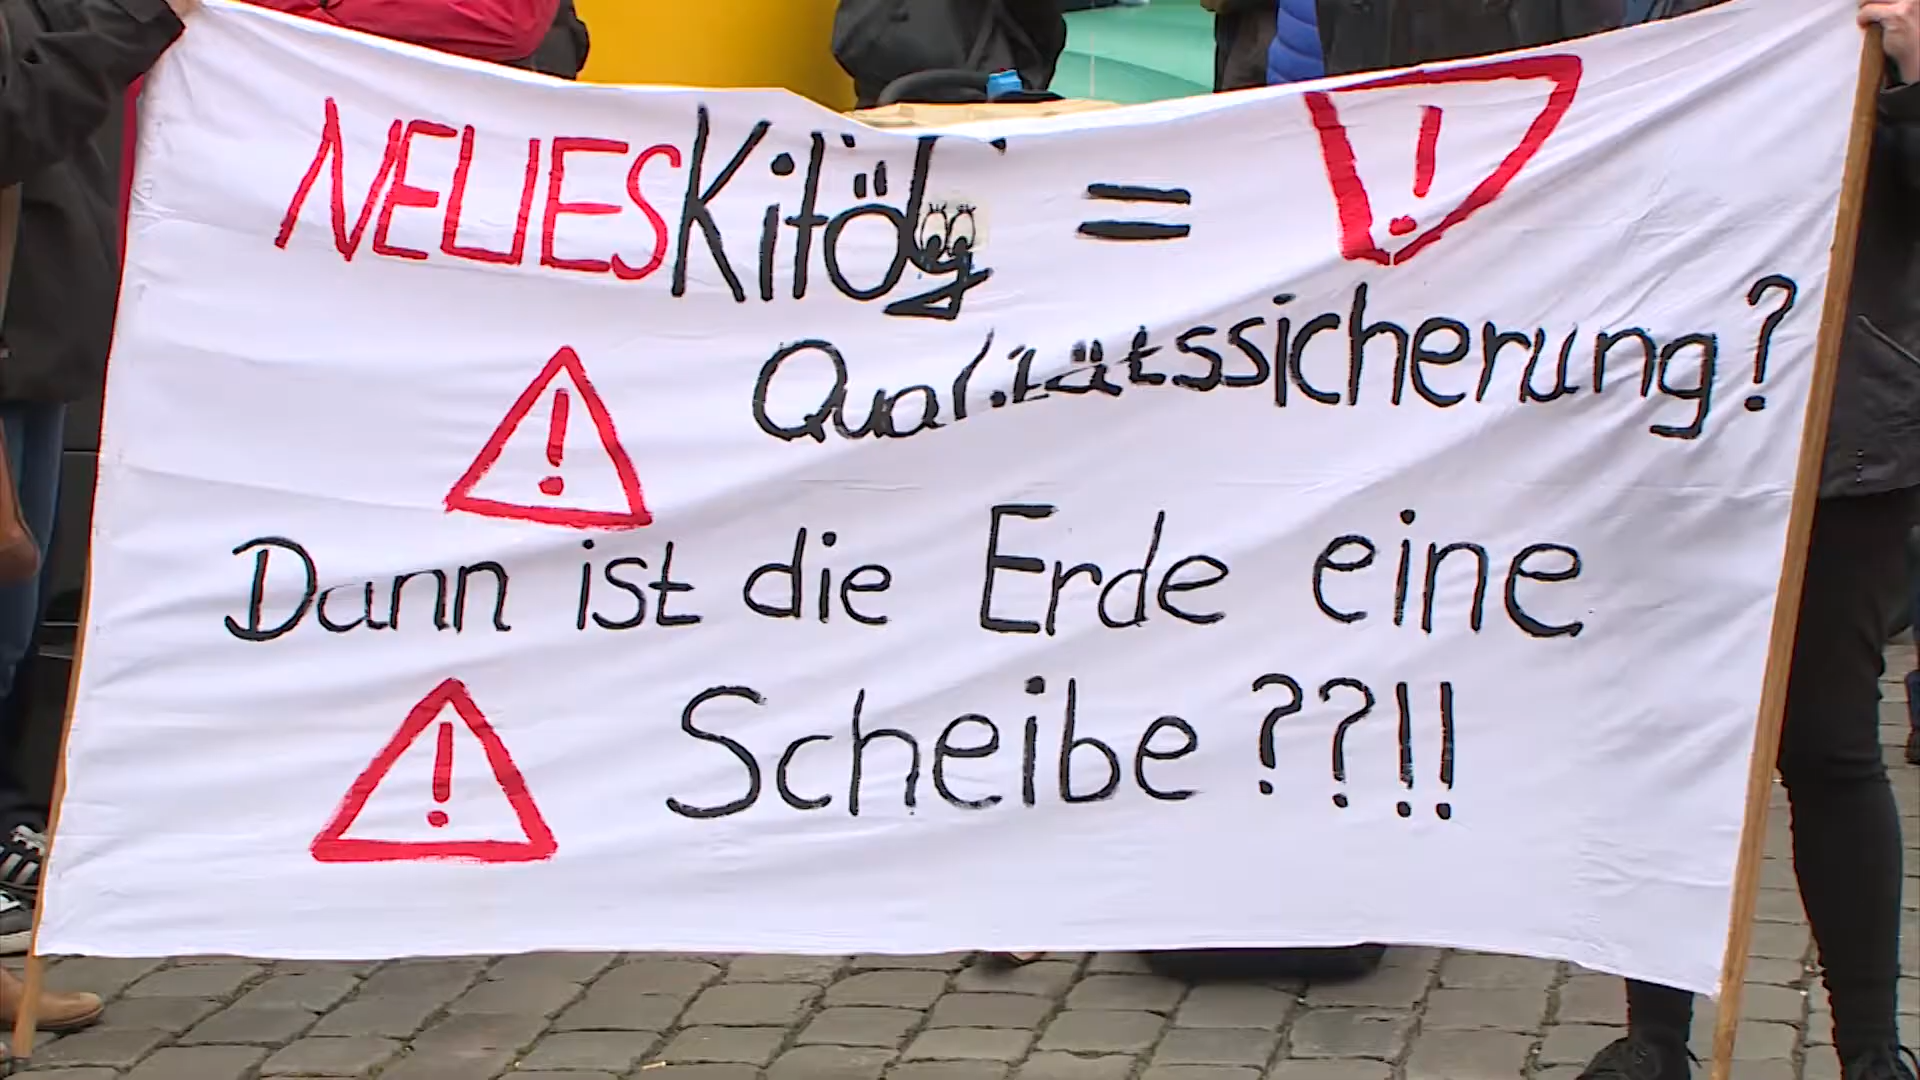 NEUES Kitög =
Qualitätssicherung?
Dann ist die Erde eine
Scheibe??!!